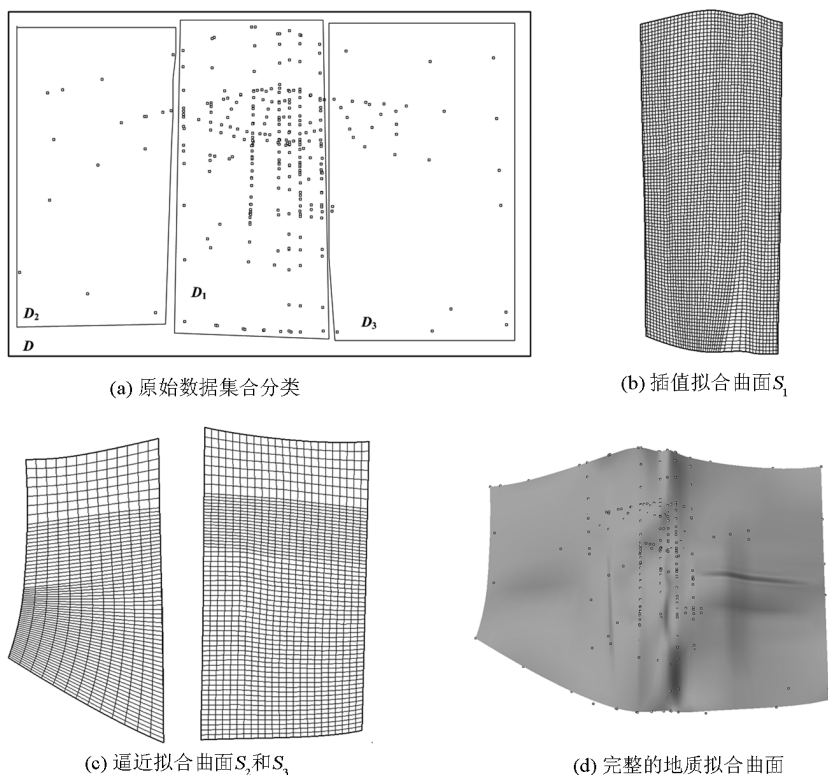 D₁
D₂
D₃
D
(a) 原始数据集合分类
(b) 插值拟合曲面S₁
(c) 逼近拟合曲面S₂和S₃
(d) 完整的地质拟合曲面